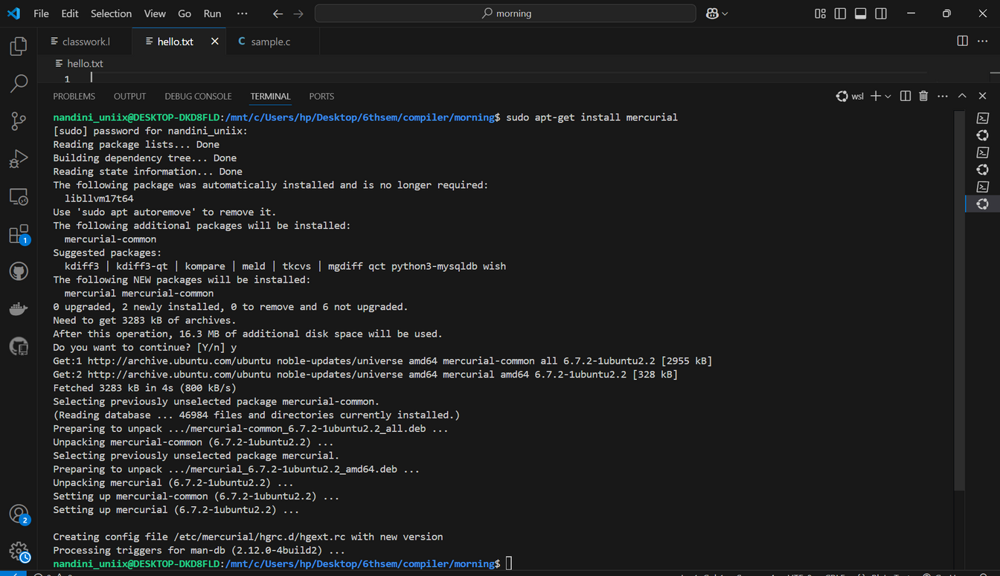 File Edit Selection View Go Run ··· morning
classwork.l hello.txt C sample.c
hello.txt
1
PROBLEMS OUTPUT DEBUG CONSOLE TERMINAL PORTS wsl
nandini_uniix@DESKTOP-DKD8FLD:/mnt/c/Users/hp/Desktop/6thsem/compiler/morning$ sudo apt-get install mercurial
[sudo] password for nandini_uniix:
Reading package lists... Done
Building dependency tree... Done
Reading state information... Done
The following package was automatically installed and is no longer required:
libllvm17t64
Use 'sudo apt autoremove' to remove it.
The following additional packages will be installed:
mercurial-common
Suggested packages:
kdiff3 | kdiff3-qt | kompare | meld | tkcvs | mgdiff qct python3-mysqldb wish
The following NEW packages will be installed:
mercurial mercurial-common
0 upgraded, 2 newly installed, 0 to remove and 6 not upgraded.
Need to get 3283 kB of archives.
After this operation, 16.3 MB of additional disk space will be used.
Do you want to continue? [Y/n] y
Get:1 http://archive.ubuntu.com/ubuntu noble-updates/universe amd64 mercurial-common all 6.7.2-1ubuntu2.2 [2955 kB]
Get:2 http://archive.ubuntu.com/ubuntu noble-updates/universe amd64 mercurial amd64 6.7.2-1ubuntu2.2 [328 kB]
Fetched 3283 kB in 4s (800 kB/s)
Selecting previously unselected package mercurial-common.
(Reading database ... 46984 files and directories currently installed.)
Preparing to unpack .../mercurial-common_6.7.2-1ubuntu2.2_all.deb ...
Unpacking mercurial-common (6.7.2-1ubuntu2.2) ...
Selecting previously unselected package mercurial.
Preparing to unpack .../mercurial_6.7.2-1ubuntu2.2_amd64.deb ...
Unpacking mercurial (6.7.2-1ubuntu2.2) ...
Setting up mercurial-common (6.7.2-1ubuntu2.2) ...
Setting up mercurial (6.7.2-1ubuntu2.2) ...
Creating config file /etc/mercurial/hgrc.d/hgext.rc with new version
Processing triggers for man-db (2.12.0-4build2) ...
nandini_uniix@DESKTOP-DKD8FLD:/mnt/c/Users/hp/Desktop/6thsem/compiler/morning$
1
2